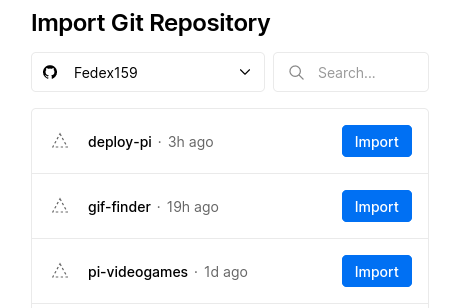 Import Git Repository
Fedex159
Search...
deploy-pi · 3h ago
Import
gif-finder · 19h ago
Import
pi-videogames · 1d ago
Import